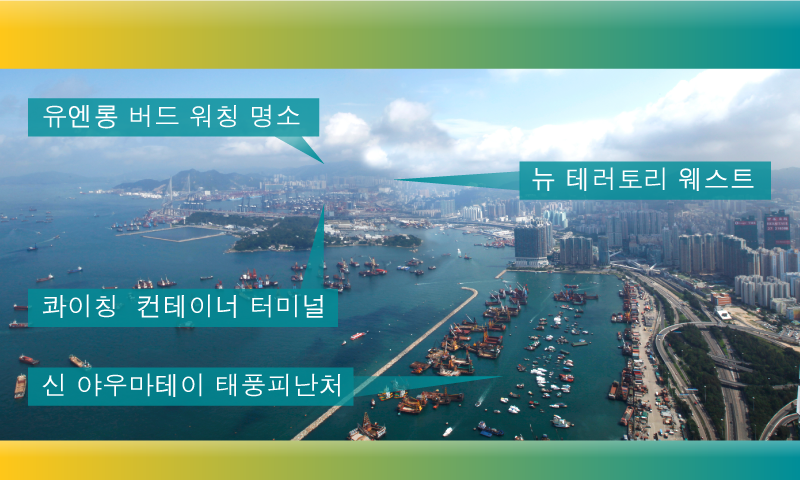 유엔롱 버드 워칭 명소
뉴 테러토리 웨스트
콰이칭 컨테이너 터미널
신 야우마테이 태풍피난처